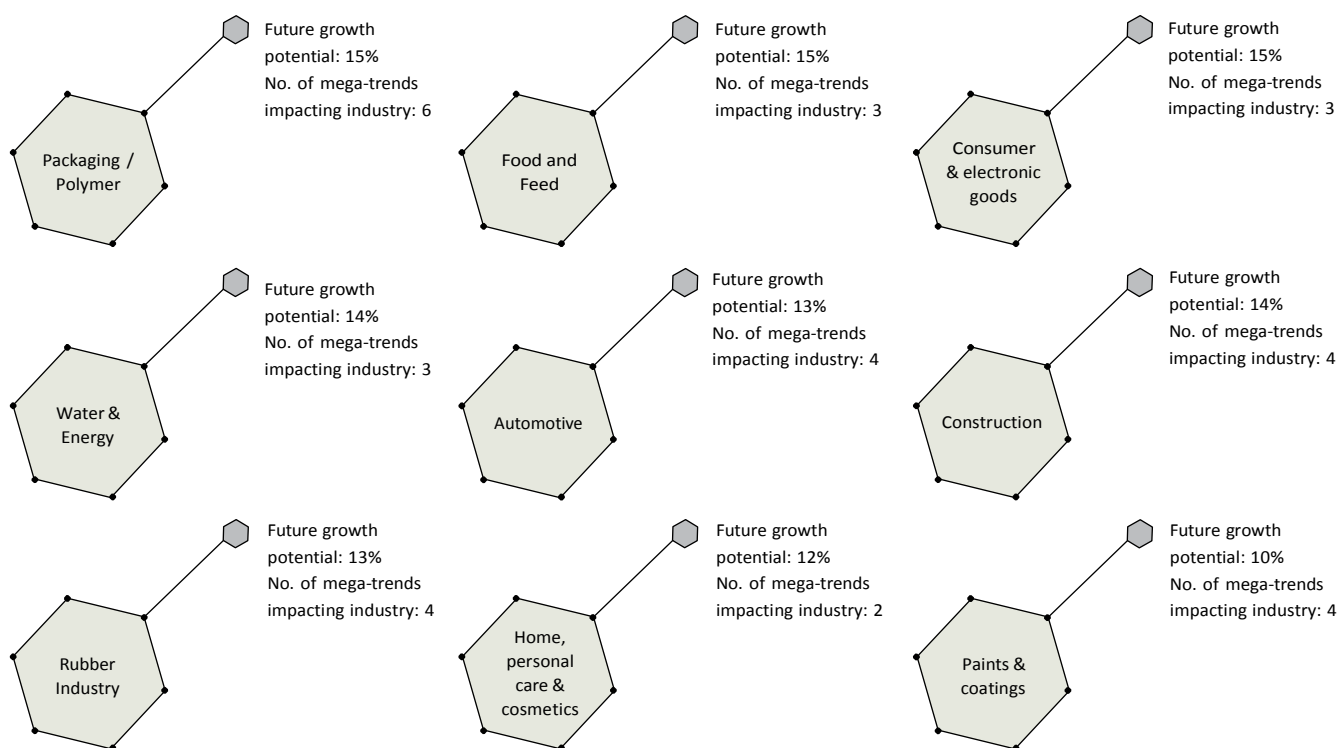 Future growth
potential: 15%
No. of mega-trends
impacting industry: 6
Packaging /
Polymer
Future growth
potential: 15%
No. of mega-trends
impacting industry: 3
Food and
Feed
Future growth
potential: 15%
No. of mega-trends
impacting industry: 3
Consumer
& electronic
goods
Future growth
potential: 14%
No. of mega-trends
impacting industry: 3
Water &
Energy
Future growth
potential: 13%
No. of mega-trends
impacting industry: 4
Automotive
Future growth
potential: 14%
No. of mega-trends
impacting industry: 4
Construction
Future growth
potential: 13%
No. of mega-trends
impacting industry: 4
Rubber
Industry
Future growth
potential: 12%
No. of mega-trends
impacting industry: 2
Home,
personal
care &
cosmetics
Future growth
potential: 10%
No. of mega-trends
impacting industry: 4
Paints &
coatings